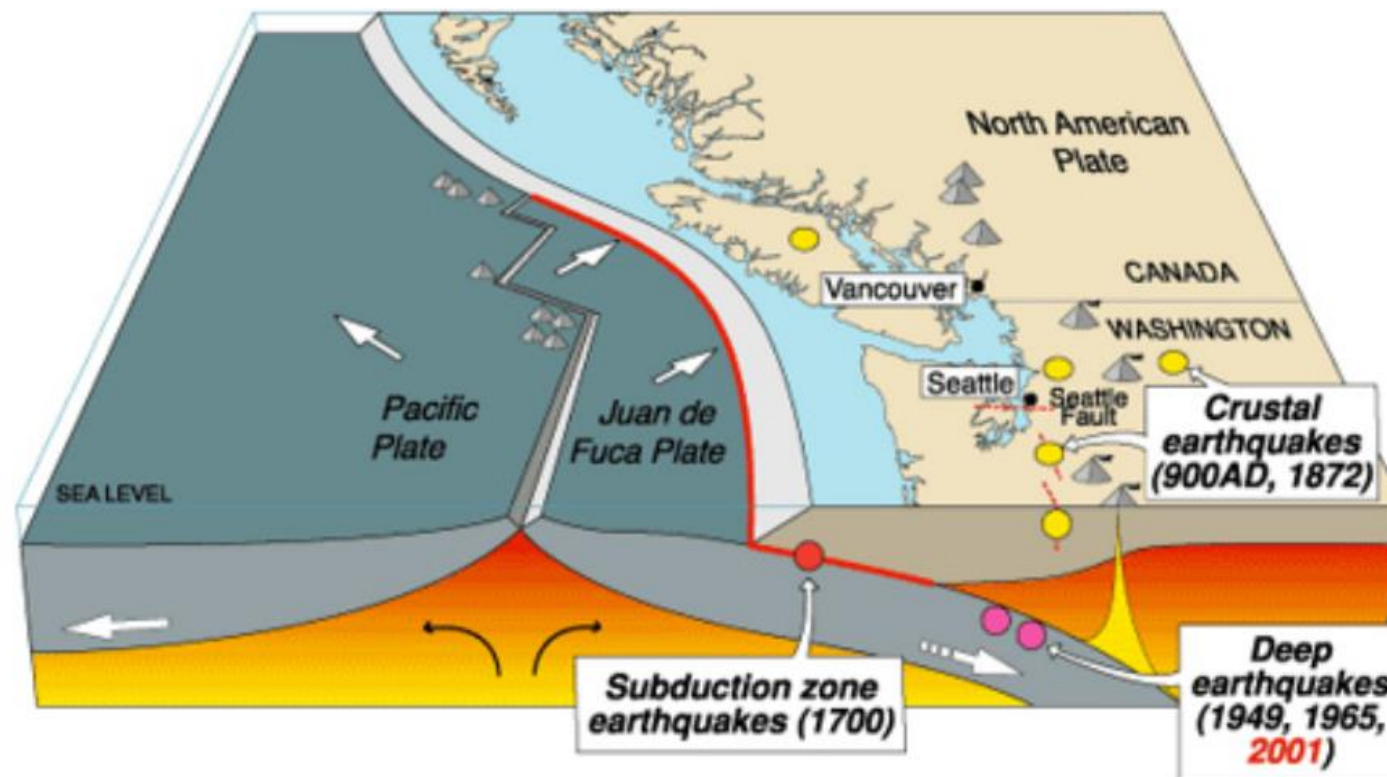 North American
Plate
CANADA
Vancouver
WASHINGTON
Seattle
Seattle
Fault
Pacific
Plate
Juan de
Fuca Plate
Crustal
earthquakes
(900AD, 1872)
SEA LEVEL
Subduction zone
earthquakes (1700)
Deep
earthquakes
(1949, 1965,
2001)